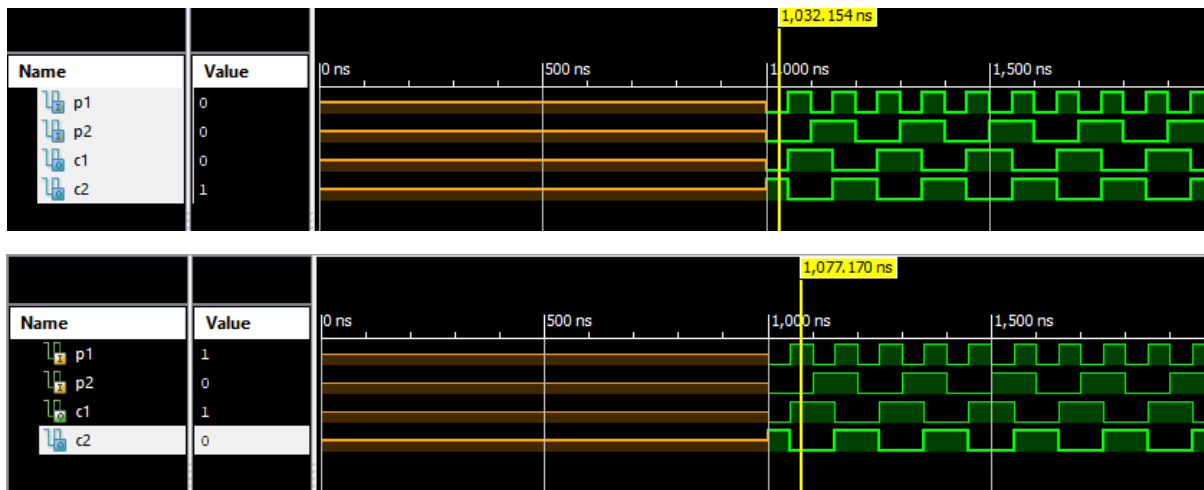 1,032.154 ns
Name Value 0 ns 500 ns 1,000 ns 1,500 ns
p1 0
p2 0
c1 0
c2 1
1,077.170 ns
Name Value 0 ns 500 ns 1,000 ns 1,500 ns
p1 1
p2 0
c1 1
c2 0